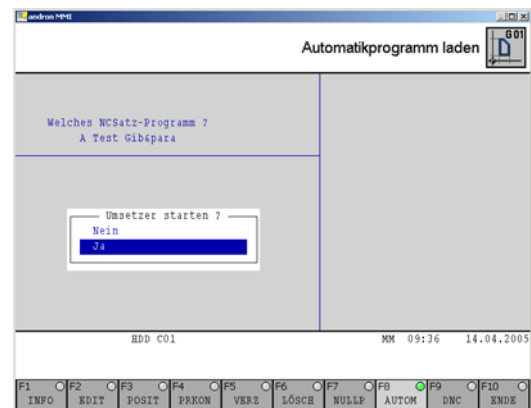 andron MMI
Automatikprogramm laden
G01
Welches NCSatz-Programm ?
A Test Gib&para
Umsetzer starten ?
Nein
Ja
HDD C01 MM 09:36 14.04.2005
F1 F2 F3 F4 F5 F6 F7 F8 F9 F10
INFO EDIT POSIT PRKON VERZ LÖSCH NULLP AUTOM DNC ENDE